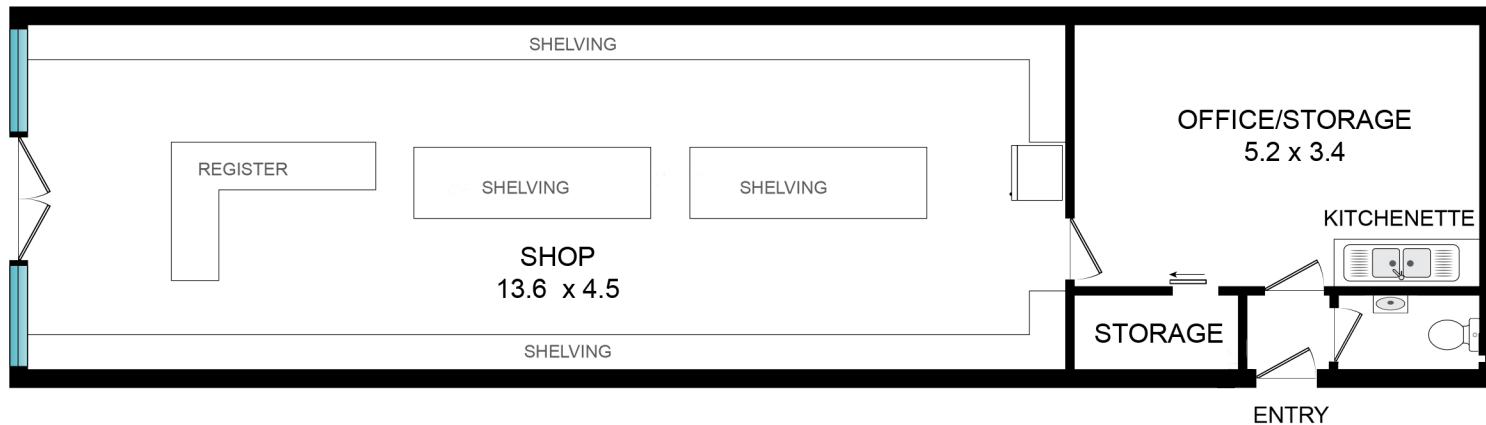 SHELVING
OFFICE/STORAGE
5.2 x 3.4
REGISTER
SHELVING
SHELVING
KITCHENETTE
SHOP
13.6 x 4.5
STORAGE
SHELVING
ENTRY